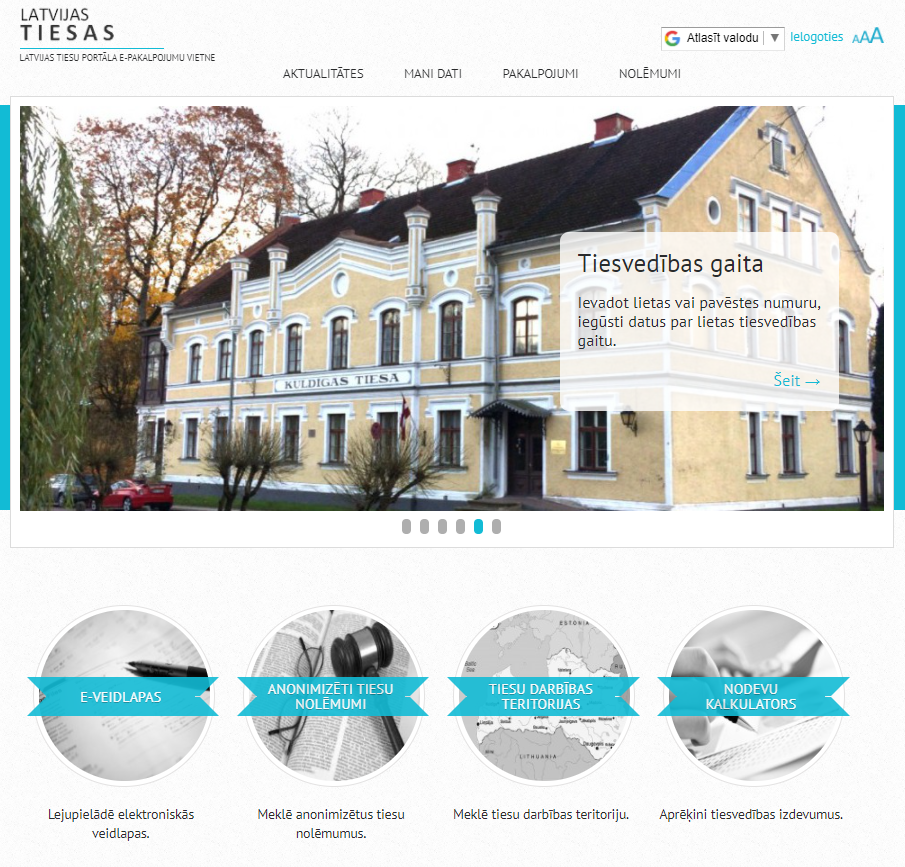 LATVIJAS
TIESAS
LATVIJAS TIESU PORTĀLA E-PAKALPOJUMU VIETNE
Atlasīt valodu ▼
Ielogoties
A A A
AKTUALITĀTES
MANI DATI
PAKALPOJUMI
NOLĒMUMI
Tiesvedības gaita
Ievadot lietas vai pavēstes numuru,
iegūsti datus par lietas tiesvedības
gaitu.
Šeit →
KULDĪGAS TIESA
E-VEIDLAPAS
Lejupielādē elektroniskās
veidlapas.
ANONIMIZĒTI TIESU
NOLĒMUMI
Meklē anonimizētus tiesu
nolēmumus.
ESTONIA
LITHUANIA
TIESU DARBĪBAS
TERITORIJAS
Meklē tiesu darbības teritoriju.
NODEVU
KALKULATORS
Aprēķini tiesvedības izdevumus.